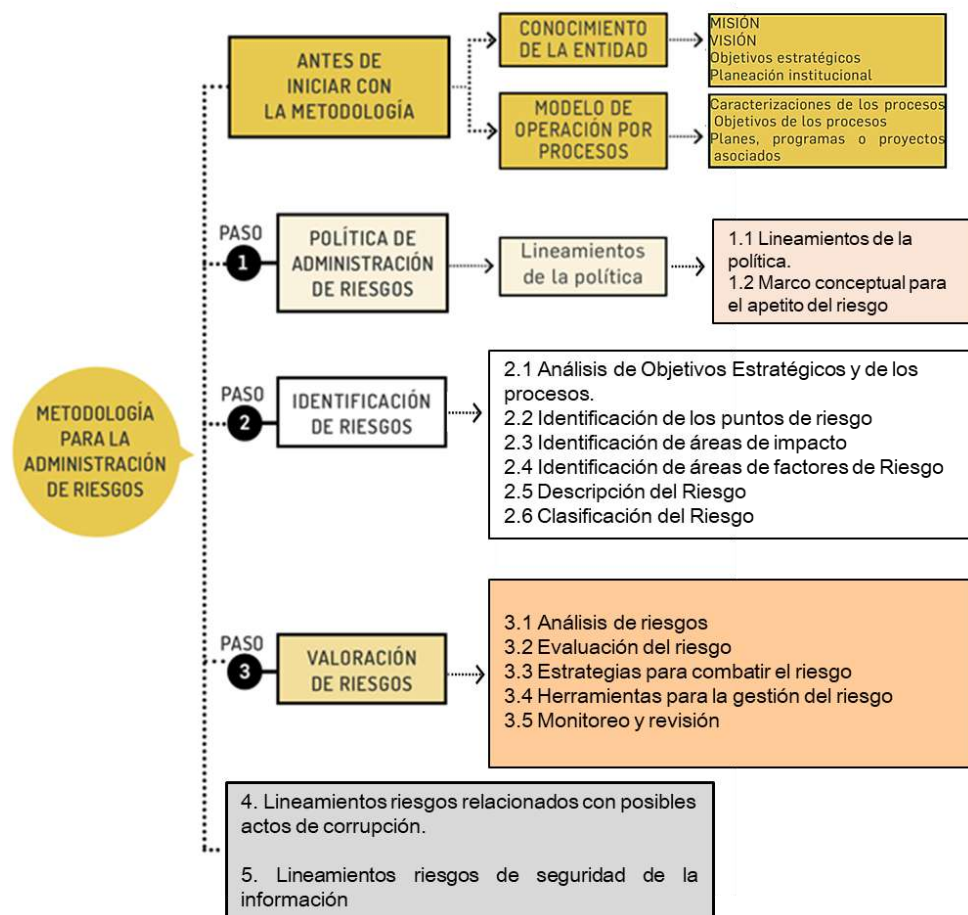 METODOLOGÍA
PARA LA
ADMINISTRACIÓN
DE RIESGOS
ANTES DE
INICIAR CON
LA METODOLOGÍA
CONOCIMIENTO
DE LA ENTIDAD
MISIÓN
VISIÓN
Objetivos estratégicos
Planeación institucional
MODELO DE
OPERACIÓN POR
PROCESOS
Caracterizaciones de los procesos
Objetivos de los procesos
Planes, programas o proyectos
asociados
PASO
1
POLÍTICA DE
ADMINISTRACIÓN
DE RIESGOS
Lineamientos
de la política
1.1 Lineamientos de la
política.
1.2 Marco conceptual para
el apetito del riesgo
PASO
2
IDENTIFICACIÓN
DE RIESGOS
2.1 Análisis de Objetivos Estratégicos y de los
procesos.
2.2 Identificación de los puntos de riesgo
2.3 Identificación de áreas de impacto
2.4 Identificación de áreas de factores de Riesgo
2.5 Descripción del Riesgo
2.6 Clasificación del Riesgo
PASO
3
VALORACIÓN
DE RIESGOS
3.1 Análisis de riesgos
3.2 Evaluación del riesgo
3.3 Estrategias para combatir el riesgo
3.4 Herramientas para la gestión del riesgo
3.5 Monitoreo y revisión
4. Lineamientos riesgos relacionados con posibles
actos de corrupción.
5. Lineamientos riesgos de seguridad de la
información